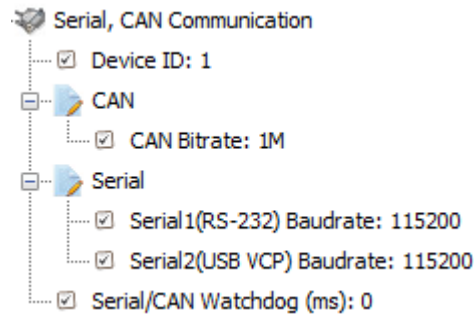 Serial, CAN Communication
Device ID: 1
CAN
CAN Bitrate: 1M
Serial
Serial1(RS-232) Baudrate: 115200
Serial2(USB VCP) Baudrate: 115200
Serial/CAN Watchdog (ms): 0